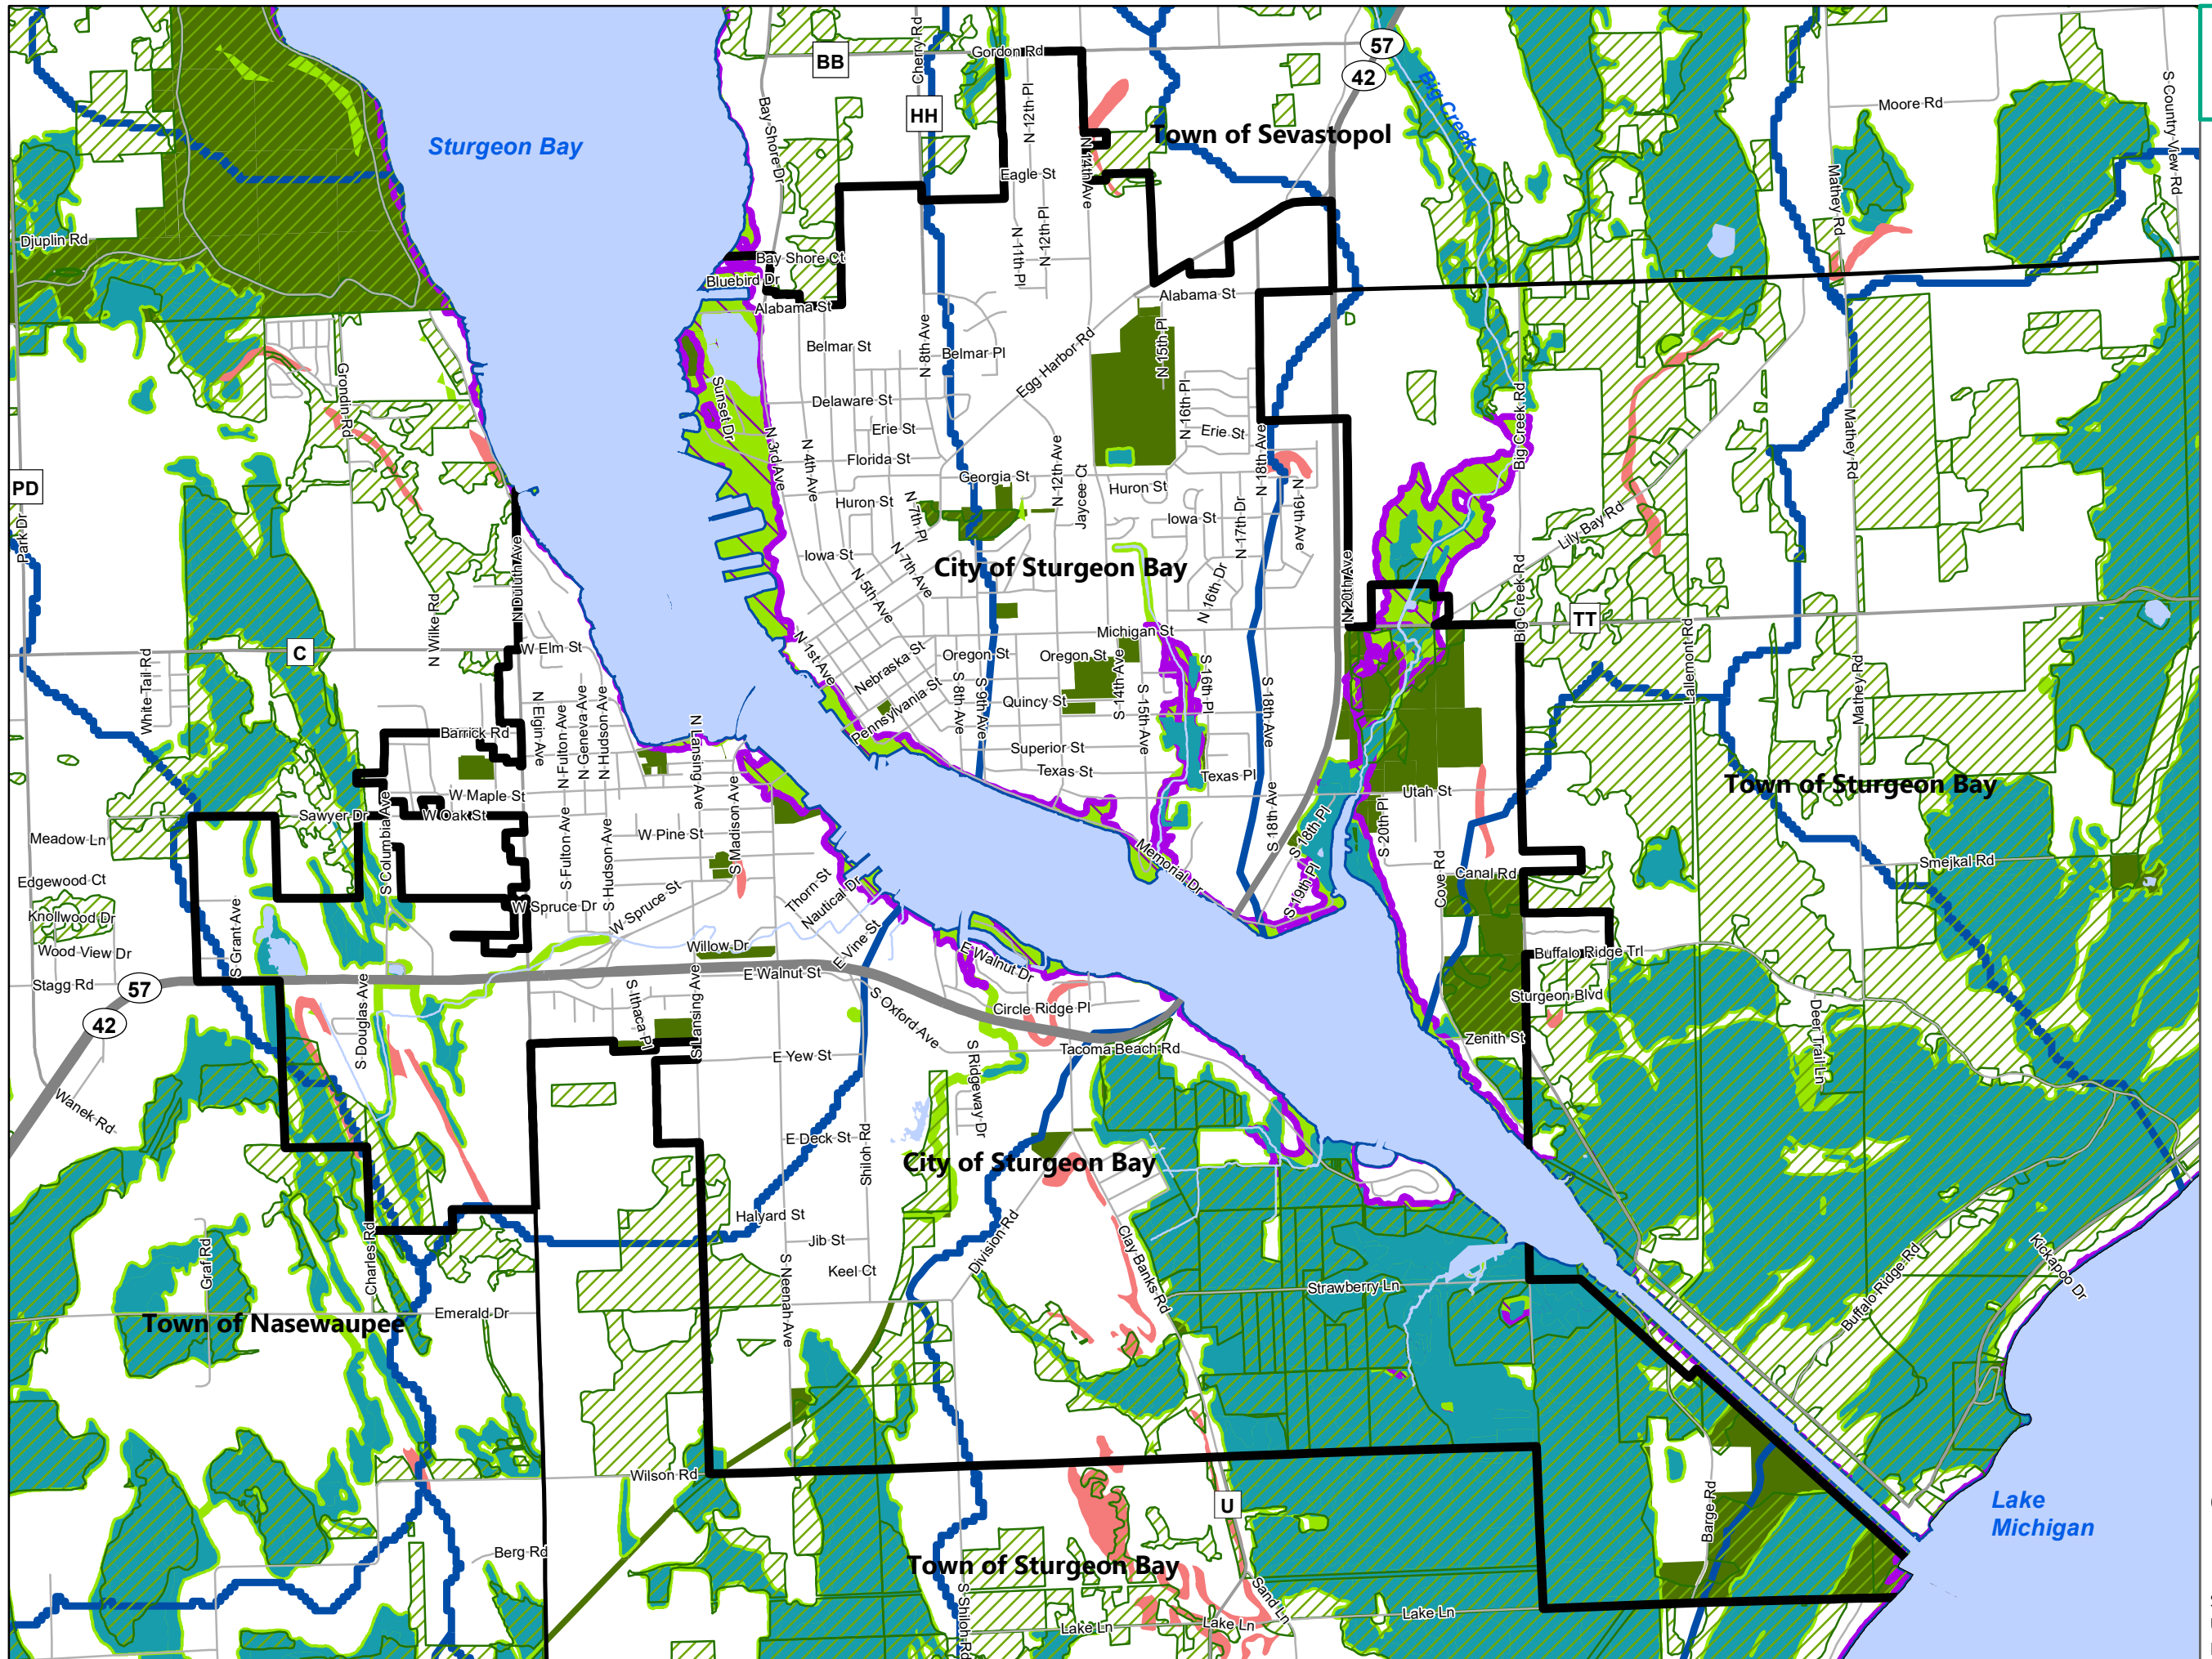 Gordon Rd
57
BB
42
Cherry Rd
N 12th Pl
Big Creek
S Country View Rd
Moore Rd
HH
Bay Shore Dr
Town of Sevastopol
Sturgeon Bay
N 14th Ave
Eagle St
Mathey Rd
Djuplin Rd
N 11th Pl
N 12th Pl
Bay Shore Ct
Bluebird Dr
Alabama St
Alabama St
Belmar St
N 8th Ave
Belmar Pl
Egg Harbor Rd
N 15th Pl
Grondin Rd
Sunset Dr
Delaware St
N 16th Pl
Big Creek Rd
Erie St
Erie St
N 3rd Ave
N 4th Ave
Florida St
N 12th Ave
N 18th Ave
Mathey Rd
PD
Georgia St
Jaycee Ct
Huron St
Huron St
N 7th Pl
N 17th Dr
N 19th Ave
Park Dr
Iowa St
Lily Bay Rd
Iowa St
N 7th Ave
City of Sturgeon Bay
N Duluth Ave
N 5th Ave
N 16th Dr
N 20th Ave
Big Creek Rd
N Wilke Rd
TT
Michigan St
C
W Elm St
N 1st Ave
Nebraska St
Oregon St
Oregon St
Lallemont Rd
White Tail Rd
Mathey Rd
S 14th Ave
S 16th Pl
Pennsylvania St
S 8th Ave
S 9th Ave
Quincy St
S 15th Ave
S 18th Ave
N Elgin Ave
N Fulton Ave
N Geneva Ave
N Hudson Ave
N Lansing Ave
Barrick Rd
Superior St
Texas St
Texas Pl
Town of Sturgeon Bay
Utah St
W Maple St
S Madison Ave
Sawyer Dr
W Oak St
S Columbia Ave
S 18th Ave
S 18th Pl
S 20th Pl
Meadow Ln
W Pine St
S Fulton Ave
S Hudson Ave
Memorial Dr
Smejkal Rd
Edgewood Ct
Canal Rd
Cove Rd
Thorn St
Nautical Dr
S 19th Pl
Knollwood Dr
W Spruce Dr
W Spruce St
S Grant Ave
E Vine St
Wood View Dr
Willow Dr
E Walnut Dr
Buffalo Ridge Trl
E Walnut St
Stagg Rd
57
Sturgeon Blvd
S Ithaca Pl
S Lansing Ave
S Oxford Ave
Circle Ridge Pl
42
S Douglas Ave
Zenith St
Deer Trail Ln
Tacoma Beach Rd
E Yew St
S Ridgeway Dr
Wanek Rd
E Deck St
Shiloh Rd
City of Sturgeon Bay
Halyard St
Division Rd
Clay Banks Rd
Jib St
Charles Rd
Graf Rd
Keel Ct
Kickapoo Dr
Strawberry Ln
Buffalo Ridge Rd
Town of Nasewaupee
Emerald Dr
S Neenah Ave
Wilson Rd
U
Barge Rd
Lake
Michigan
Berg Rd
Town of Sturgeon Bay
S Shiloh Rd
Sand Ln
Lake Ln
Lake Ln
Lake Ln